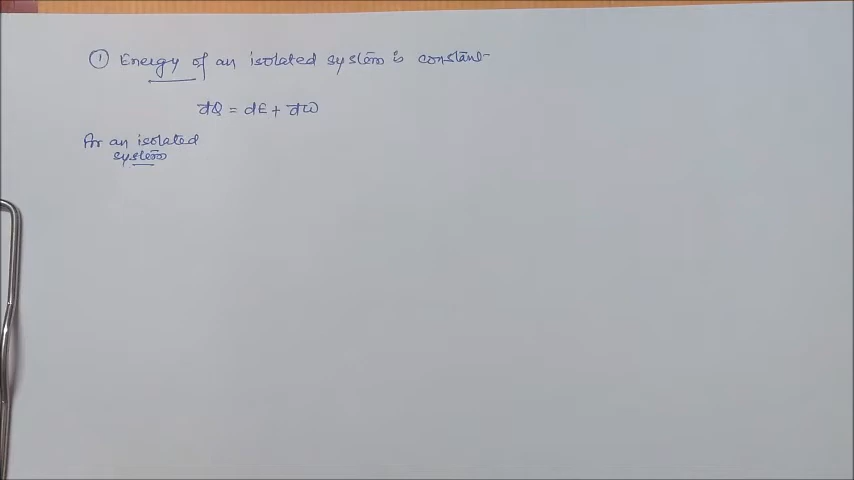 ① Energy of an isolated system is constant
đQ = dE + đW
For an isolated
system